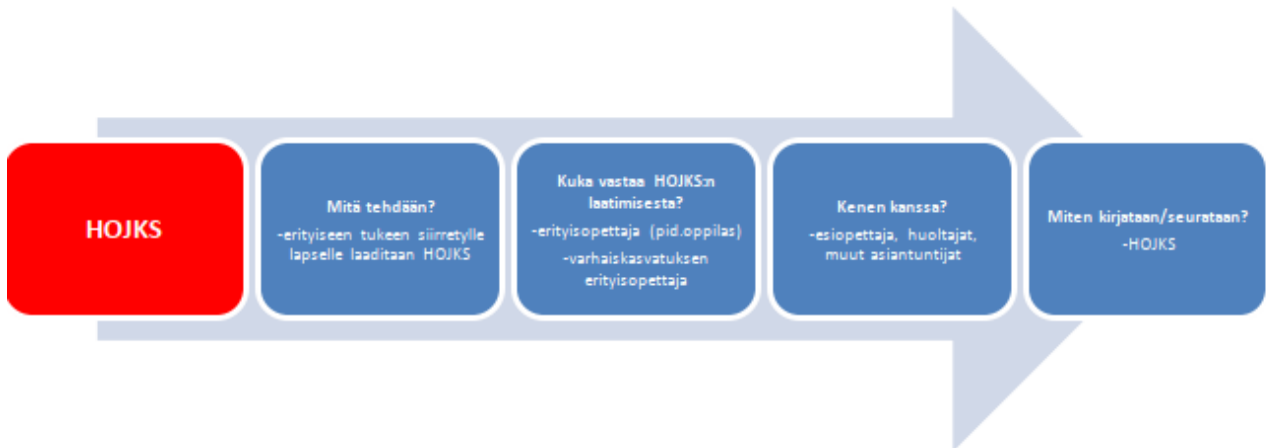 HOJKS
Mitä tehdään?
-erityiseen tukeen siirretylle
lapselle laaditaan HOJKS
Kuka vastaa HOJKS:n
laatimisesta?
-erityisopettaja (pid.oppilas)
-varhaiskasvatuksen
erityisopettaja
Kenen kanssa?
-esiopettaja, huoltajat,
muut asiantuntijat
Miten kirjataan/seurataan?
-HOJKS